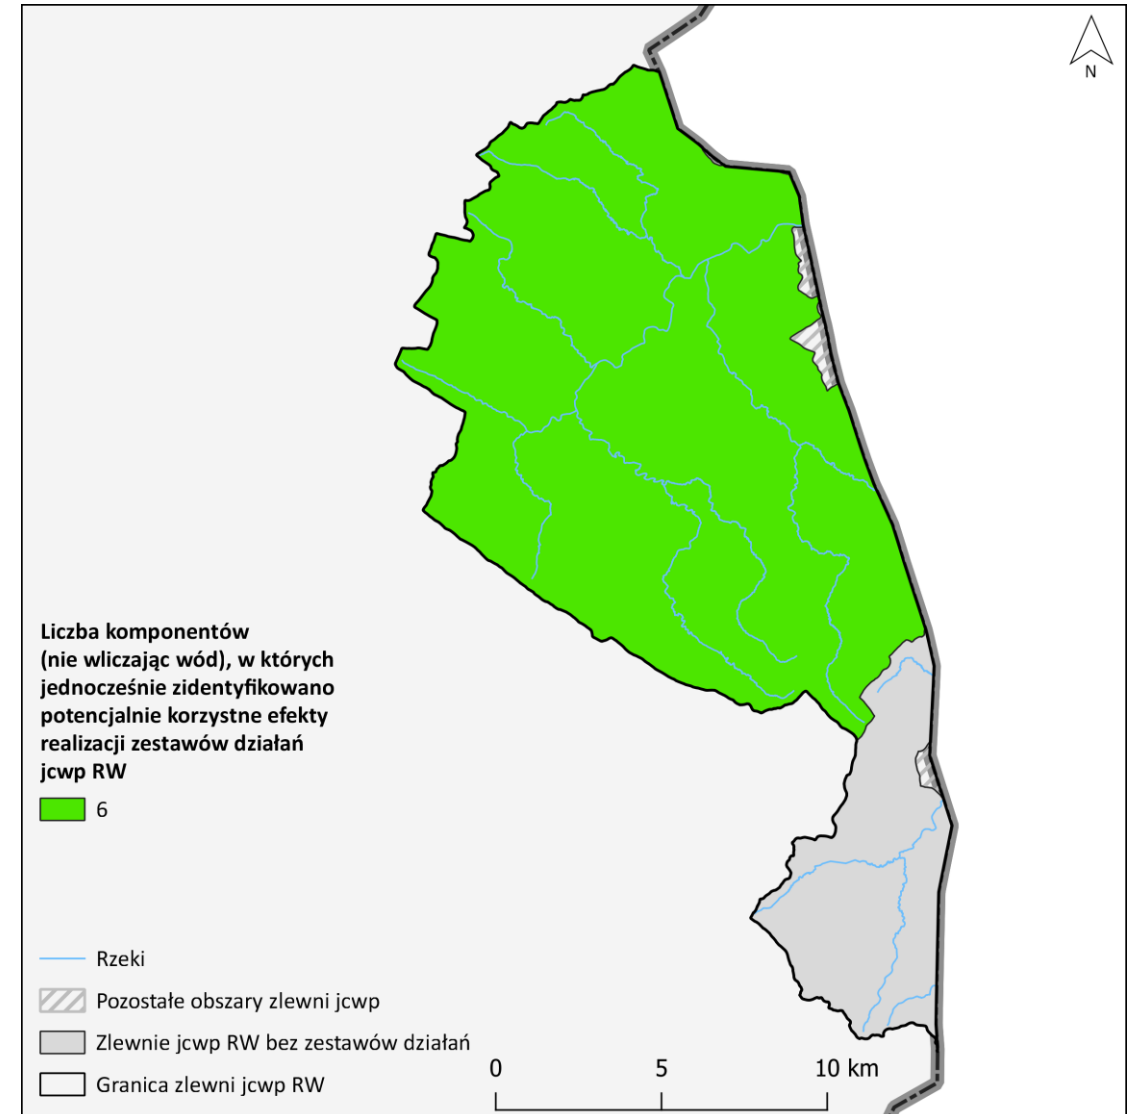 N
Liczba komponentów
(nie wliczając wód), w których
jednocześnie zidentyfikowano
potencjalnie korzystne efekty
realizacji zestawów działań
jcwp RW
6
Rzeki
Pozostałe obszary zlewni jcwp
Zlewnie jcwp RW bez zestawów działań
Granica zlewni jcwp RW
0 5 10 km